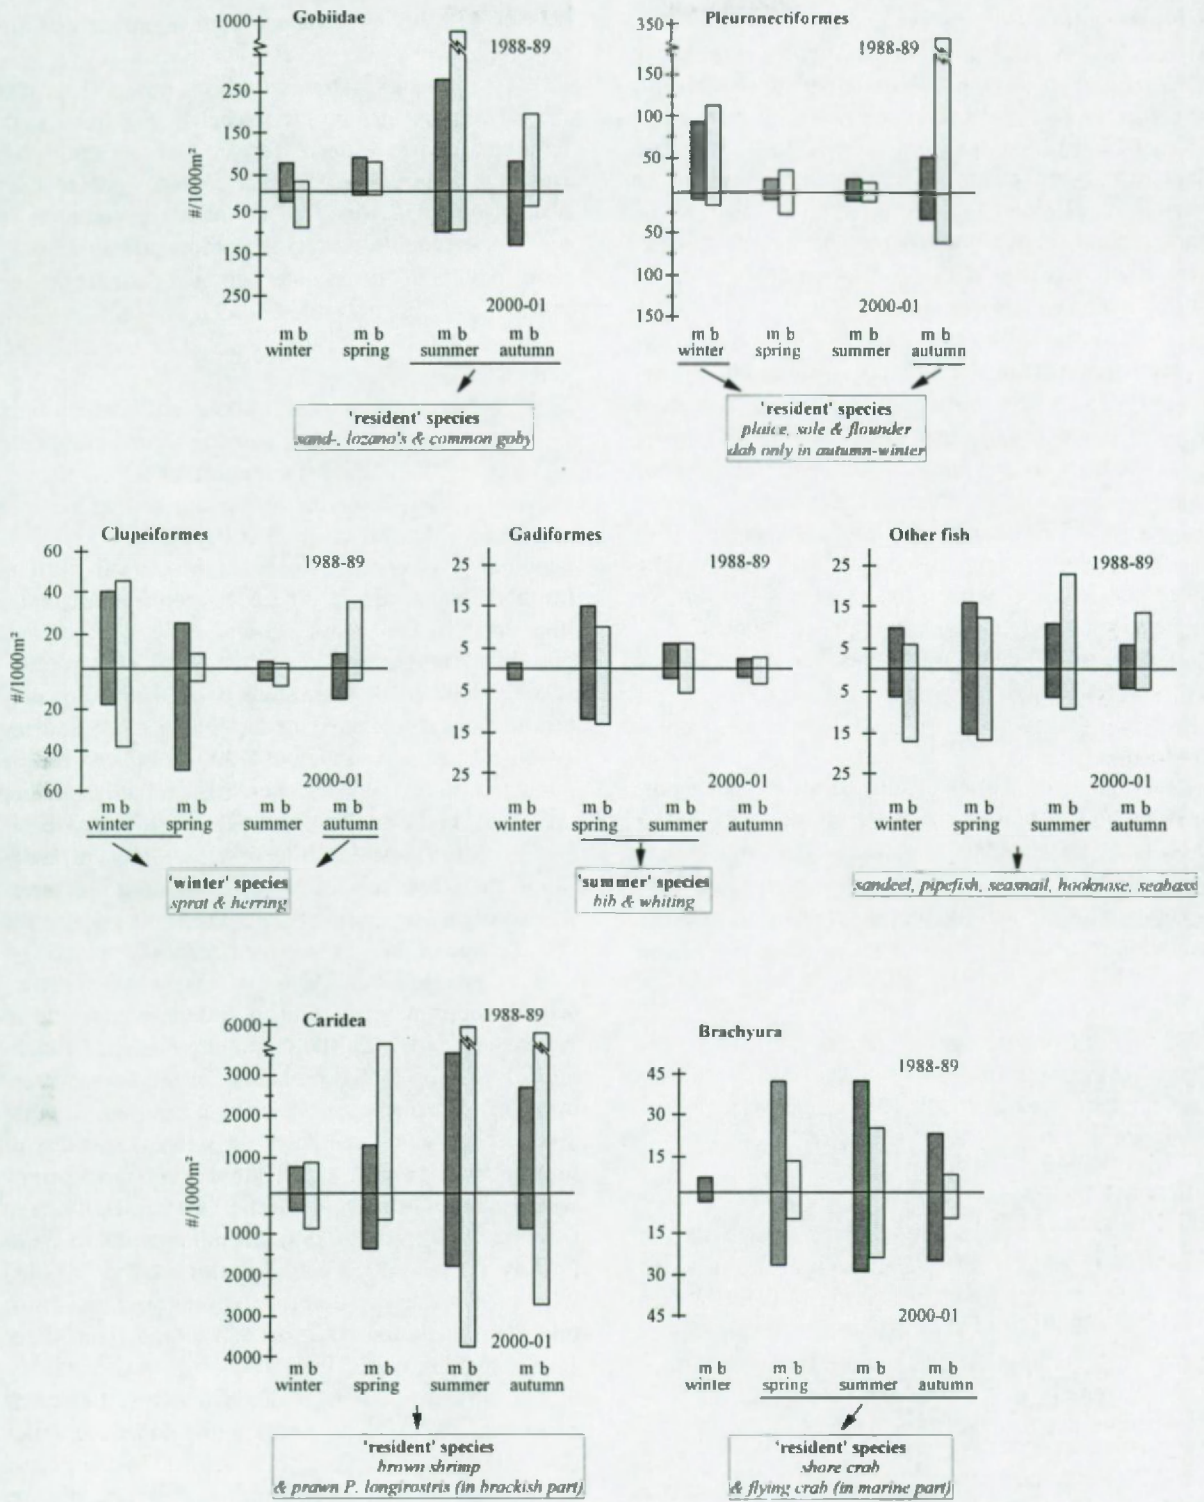 Gobiidae
1000
1988-89
250
150
50
#/1000m²
50
150
250
2000-01
m b m b m b m b
winter spring summer autumn
'resident' species
sand-, lozano's & common goby
Pleuronectiformes
350
1988-89
150
100
50
50
100
150
2000-01
m b m b m b m b
winter spring summer autumn
'resident' species
plaice, sole & flounder
dab only in autumn-winter
Clupeiformes
60
1988-89
40
20
#/1000m²
20
40
60
2000-01
m b m b m b m b
winter spring summer autumn
'winter' species
sprat & herring
Gadiformes
25
1988-89
15
5
5
15
25
2000-01
m b m b m b m b
winter spring summer autumn
'summer' species
bib & whiting
Other fish
25
1988-89
15
5
5
15
25
2000-01
m b m b m b m b
winter spring summer autumn
sandeel, pipefish, seasnail, hooknose, seabass
Caridea
6000
1988-89
3000
2000
1000
#/1000m²
1000
2000
3000
4000
2000-01
m b m b m b m b
winter spring summer autumn
'resident' species
brown shrimp
& prawn P. longirostris (in brackish part)
Brachyura
45
1988-89
30
15
15
30
45
2000-01
m b m b m b m b
winter spring summer autumn
'resident' species
shore crab
& flying crab (in marine part)